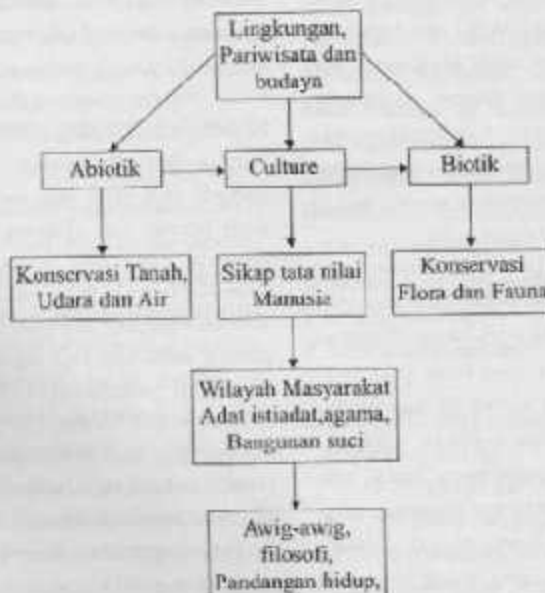 Lingkungan,
Pariwisata dan
budaya
Abiotik
Culture
Biotik
Konservasi Tanah,
Udara dan Air
Sikap tata nilai
Manusia
Konservasi
Flora dan Fauna
Wilayah Masyarakat
Adat istiadat,agama,
Bangunan suci
Awig-awig,
filosofi,
Pandangan hidup,